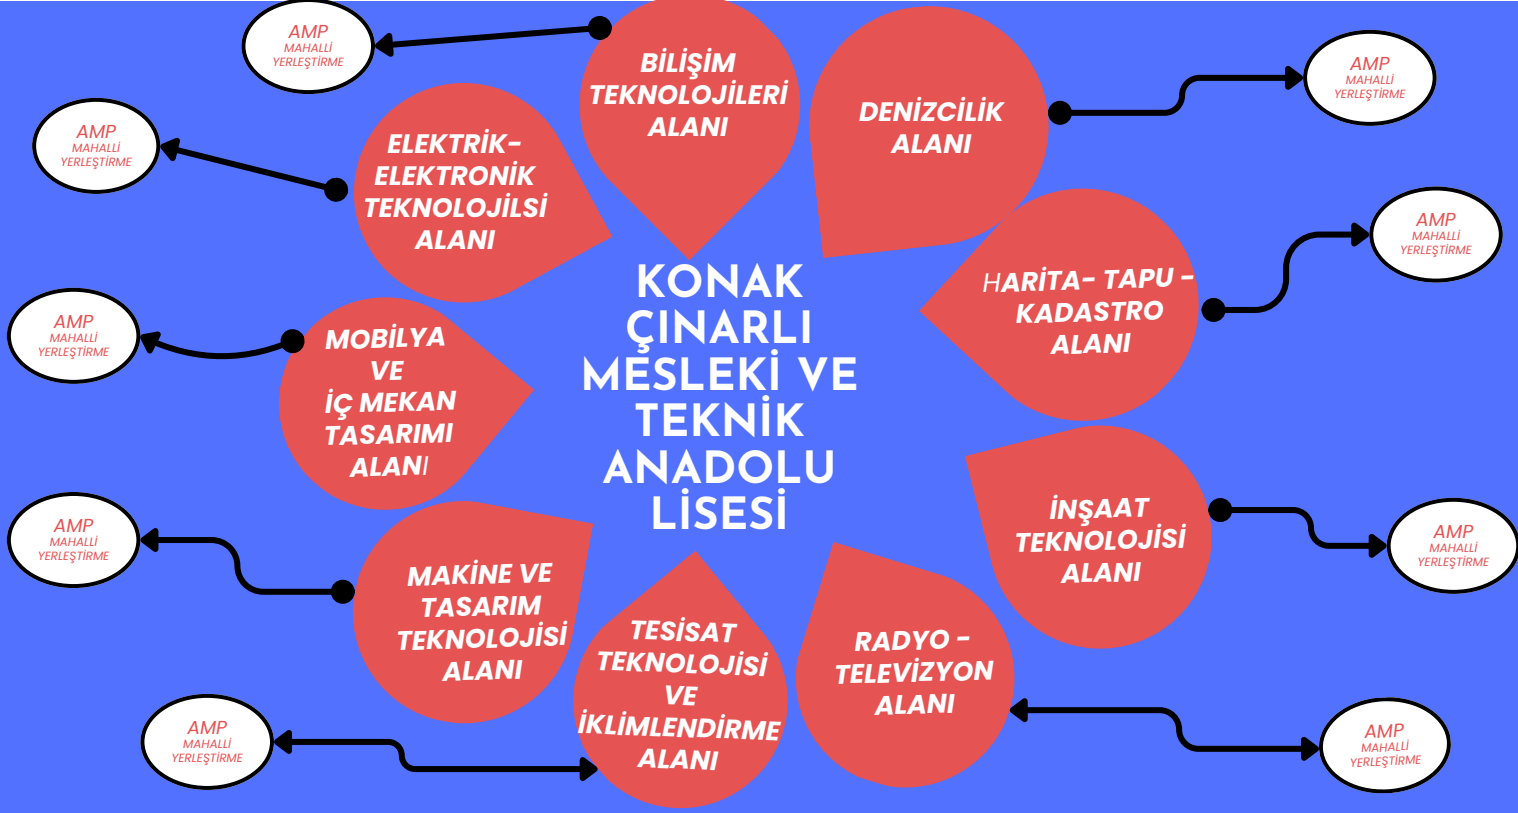 AMP
MAHALLİ
YERLEŞTİRME
BİLİŞİM
TEKNOLOJİLERİ
ALANI
DENİZCİLİK
ALANI
AMP
MAHALLİ
YERLEŞTİRME
AMP
MAHALLİ
YERLEŞTİRME
ELEKTRİK-
ELEKTRONİK
TEKNOLOJİLSİ
ALANI
AMP
MAHALLİ
YERLEŞTİRME
HARİTA- TAPU -
KADASTRO
ALANI
KONAK
ÇINARLI
MESLEKİ VE
TEKNİK
ANADOLU
LİSESİ
AMP
MAHALLİ
YERLEŞTİRME
MOBİLYA
VE
İÇ MEKAN
TASARIMI
ALANI
AMP
MAHALLİ
YERLEŞTİRME
MAKİNE VE
TASARIM
TEKNOLOJİSİ
ALANI
İNŞAAT
TEKNOLOJİSİ
ALANI
AMP
MAHALLİ
YERLEŞTİRME
TESİSAT
TEKNOLOJİSİ
VE
İKLİMLENDİRME
ALANI
RADYO -
TELEVİZYON
ALANI
AMP
MAHALLİ
YERLEŞTİRME
AMP
MAHALLİ
YERLEŞTİRME